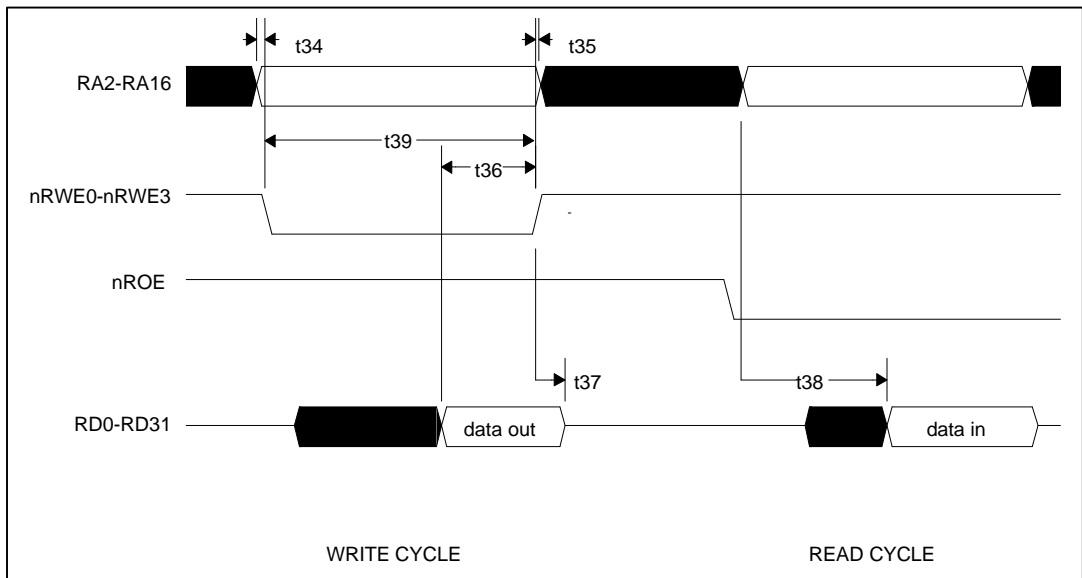 t34 t35
RA2-RA16
t39
t36
nRWE0-nRWE3
nROE
t37 t38
RD0-RD31 data out data in
WRITE CYCLE READ CYCLE